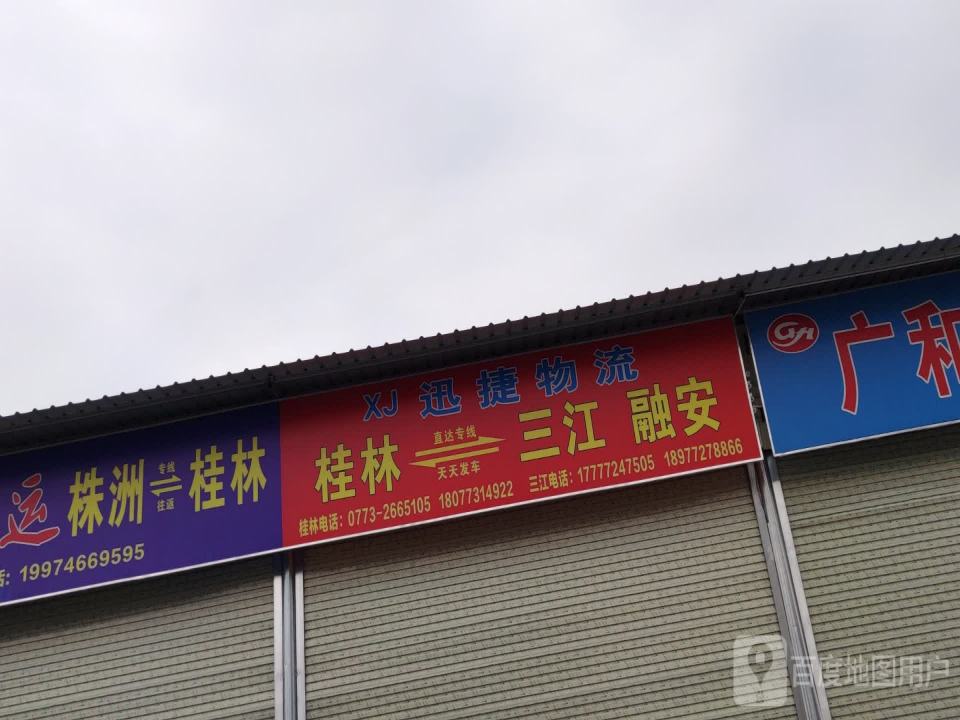 运 株洲 专线 往返 桂林
话: 19974669595
XJ 迅捷物流
桂林 直达专线 天天发车 三江 融安
桂林电话: 0773-2665105 18077314922 三江电话: 17777247505 18977278866
GH 广和
百度地图用户